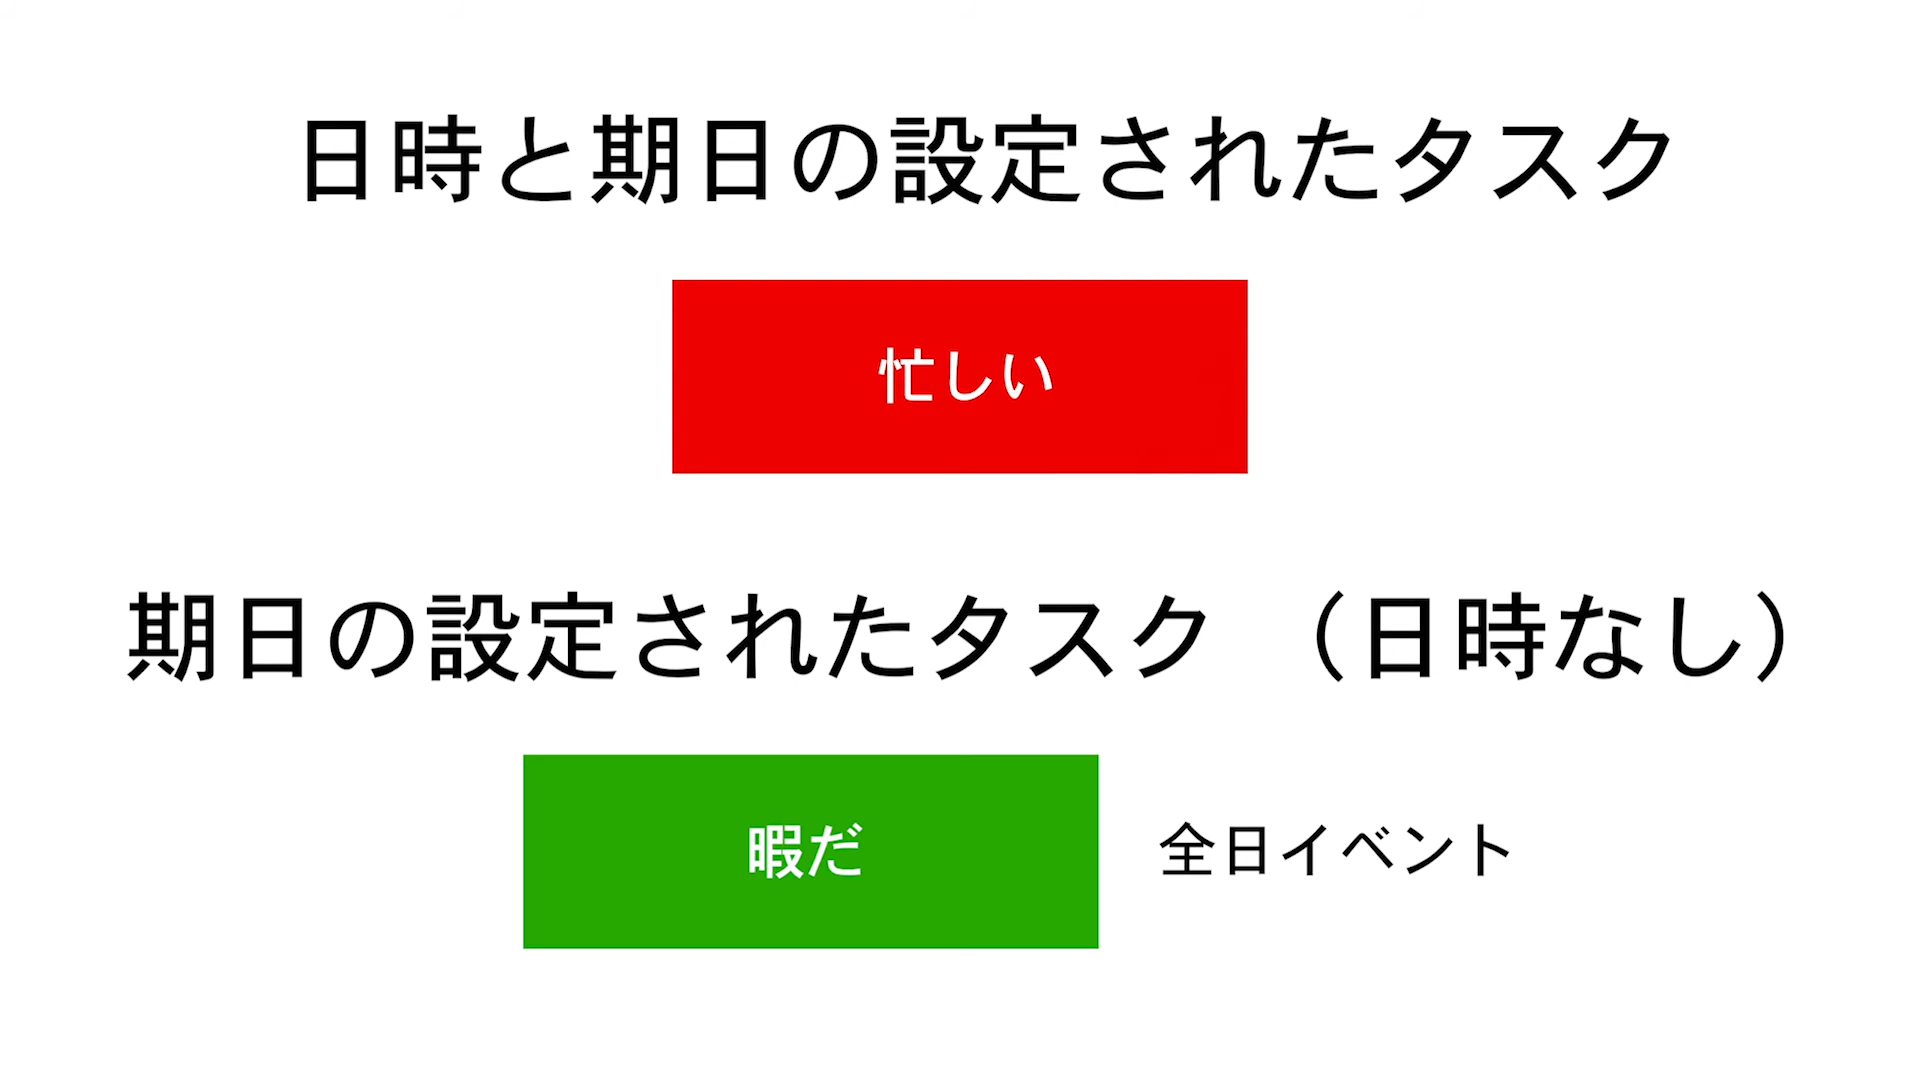 日時と期日の設定されたタスク
忙しい
期日の設定されたタスク （日時なし）
暇だ
全日イベント